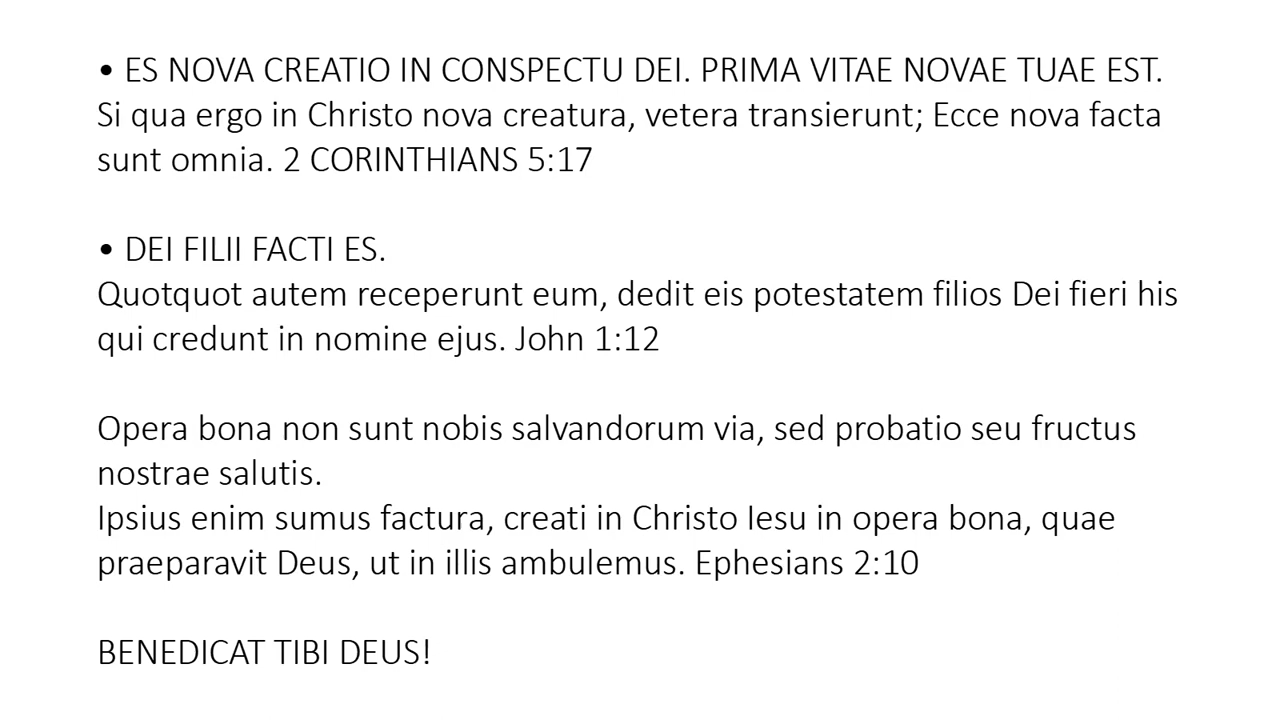 • ES NOVA CREATIO IN CONSPECTU DEI. PRIMA VITAE NOVAE TUAE EST.
Si qua ergo in Christo nova creatura, vetera transierunt; Ecce nova facta
sunt omnia. 2 CORINTHIANS 5:17
• DEI FILII FACTI ES.
Quotquot autem receperunt eum, dedit eis potestatem filios Dei fieri his
qui credunt in nomine ejus. John 1:12
Opera bona non sunt nobis salvandorum via, sed probatio seu fructus
nostrae salutis.
Ipsius enim sumus factura, creati in Christo Iesu in opera bona, quae
praeparavit Deus, ut in illis ambulemus. Ephesians 2:10
BENEDICAT TIBI DEUS!